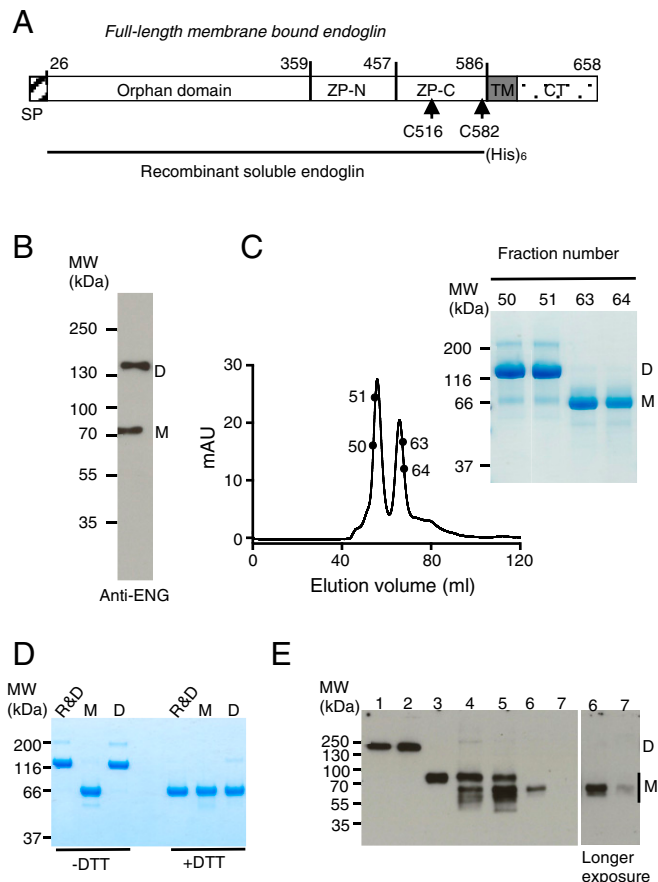 A
Full-length membrane bound endoglin
26 359 457 586 658
Orphan domain ZP-N ZP-C TM CT
SP
C516 C582 (His)6
Recombinant soluble endoglin
B
MW
(kDa)
250
130
100
70
55
35
D
M
Anti-ENG
C
mAU
30
20
10
0
51
50
63
64
0 40 80 120
Elution volume (ml)
Fraction number
MW
(kDa)
50 51 63 64
200
116
66
37
D
M
D
MW
(kDa)
R&D M D R&D M D
200
116
66
37
-DTT +DTT
E
MW
(kDa)
1 2 3 4 5 6 7 6 7
250
130
100
70
55
35
D
M
Longer
exposure